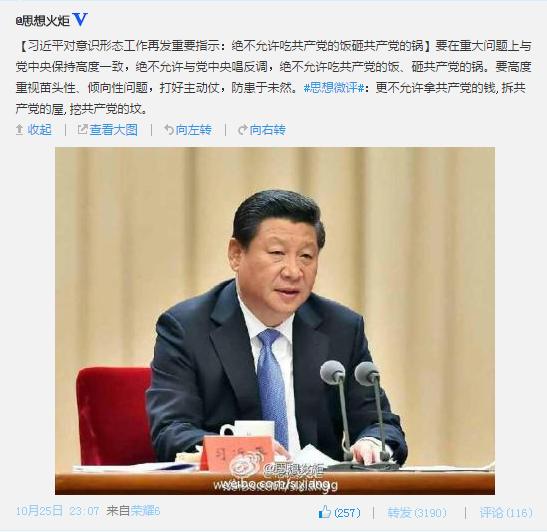 @思想火炬 V
【习近平对意识形态工作再发重要指示：绝不允许吃共产党的饭砸共产党的锅】要在重大问题上与
党中央保持高度一致，绝不允许与党中央唱反调，绝不允许吃共产党的饭、砸共产党的锅。要高度
重视苗头性、倾向性问题，打好主动仗，防患于未然。#思想微评#：更不允许拿共产党的钱, 拆共
产党的屋, 挖共产党的坟。
收起 | 查看大图 | 向左转 | 向右转
习近平
@思想火炬
weibo.com/sixiang
10月25日 23:07 来自荣耀6 (257) | 转发(3190) | 评论(116)